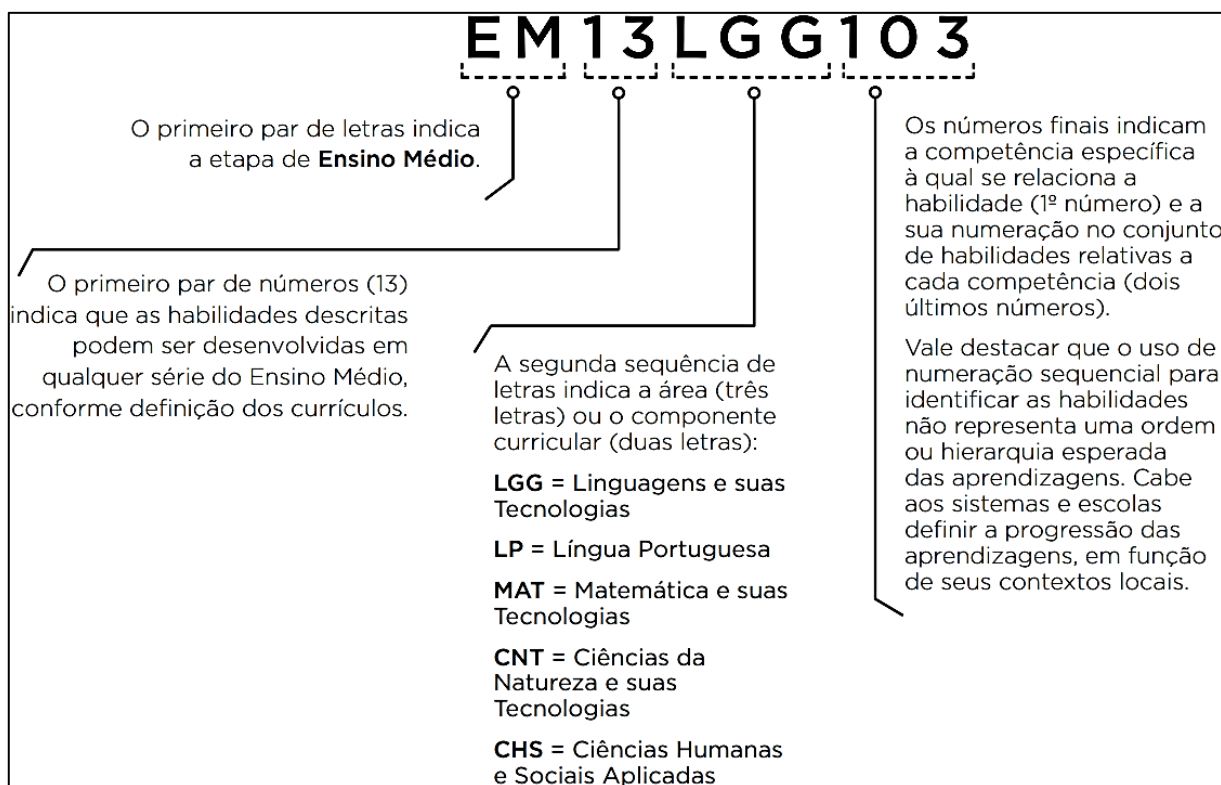 EM13LGG103
O primeiro par de letras indica
a etapa de Ensino Médio.
O primeiro par de números (13)
indica que as habilidades descritas
podem ser desenvolvidas em
qualquer série do Ensino Médio,
conforme definição dos currículos.
A segunda sequência de
letras indica a área (três
letras) ou o componente
curricular (duas letras):
LGG = Linguagens e suas
Tecnologias
LP = Língua Portuguesa
MAT = Matemática e suas
Tecnologias
CNT = Ciências da
Natureza e suas
Tecnologias
CHS = Ciências Humanas
e Sociais Aplicadas
Os números finais indicam
a competência específica
à qual se relaciona a
habilidade (1º número) e a
sua numeração no conjunto
de habilidades relativas a
cada competência (dois
últimos números).
Vale destacar que o uso de
numeração sequencial para
identificar as habilidades
não representa uma ordem
ou hierarquia esperada
das aprendizagens. Cabe
aos sistemas e escolas
definir a progressão das
aprendizagens, em função
de seus contextos locais.